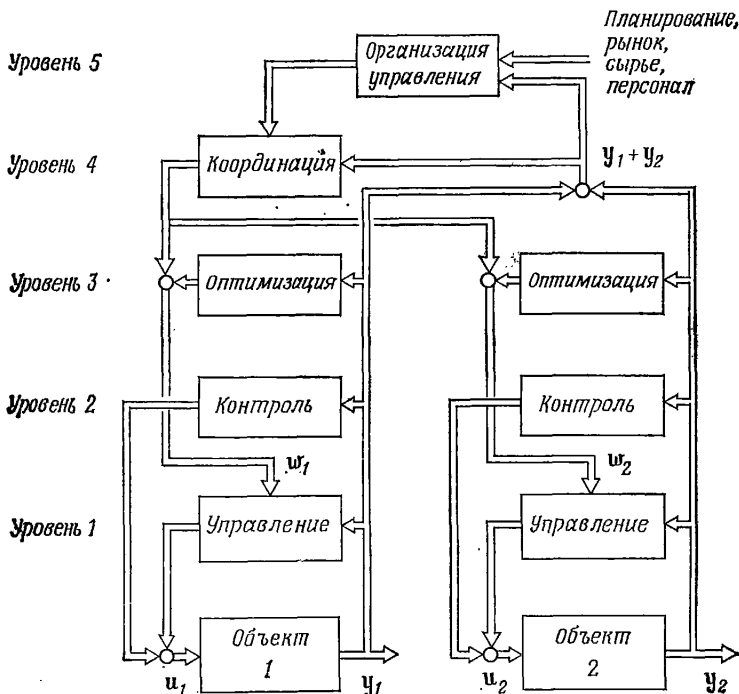 Планирование,
рынок,
сырье,
персонал
Уровень 5
Организация
управления
Уровень 4
Координация
y₁ + y₂
Уровень 3
Оптимизация
Оптимизация
Уровень 2
Контроль
Контроль
w₁
w₂
Уровень 1
Управление
Управление
Объект
1
Объект
2
u₁
y₁
u₂
y₂